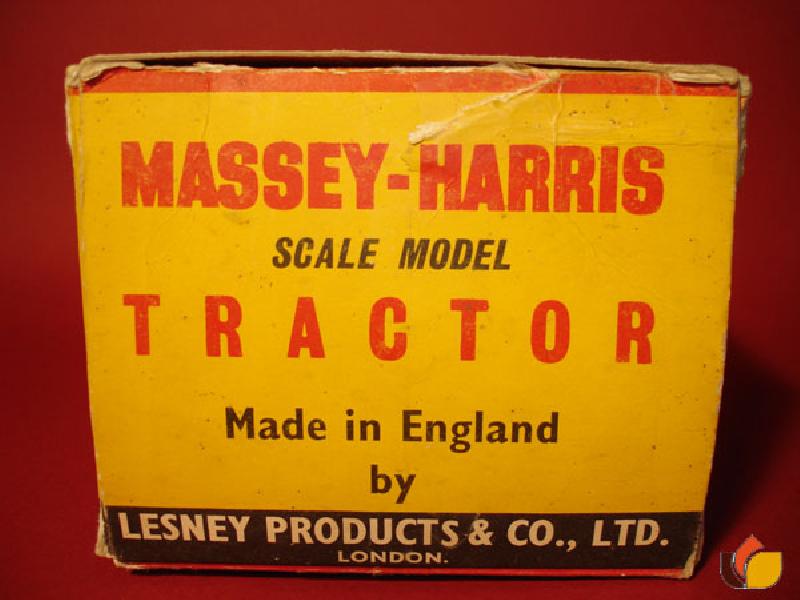 MASSEY-HARRIS
SCALE MODEL
TRACTOR
Made in England
by
LESNEY PRODUCTS & CO., LTD.
LONDON.